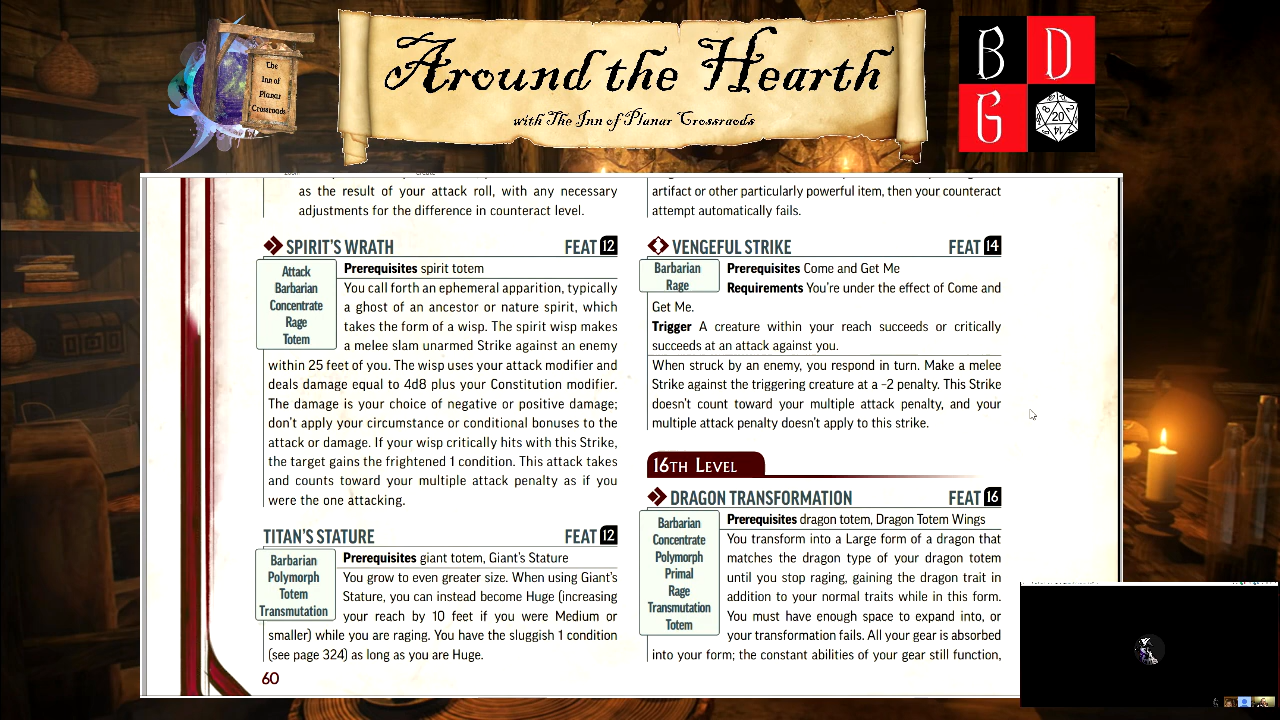 The
Inn of
Planar
Crossroads
Around the Hearth
with The Inn of Planar Crossraods
B D
G 20
as the result of your attack roll, with any necessary
adjustments for the difference in counteract level.
SPIRIT'S WRATH FEAT 12
Attack
Barbarian
Concentrate
Rage
Totem
Prerequisites spirit totem
You call forth an ephemeral apparition, typically
a ghost of an ancestor or nature spirit, which
takes the form of a wisp. The spirit wisp makes
a melee slam unarmed Strike against an enemy
within 25 feet of you. The wisp uses your attack modifier and
deals damage equal to 4d8 plus your Constitution modifier.
The damage is your choice of negative or positive damage;
don't apply your circumstance or conditional bonuses to the
attack or damage. If your wisp critically hits with this Strike,
the target gains the frightened 1 condition. This attack takes
and counts toward your multiple attack penalty as if you
were the one attacking.
TITAN'S STATURE FEAT 12
Barbarian
Polymorph
Totem
Transmutation
Prerequisites giant totem, Giant's Stature
You grow to even greater size. When using Giant's
Stature, you can instead become Huge (increasing
your reach by 10 feet if you were Medium or
smaller) while you are raging. You have the sluggish 1 condition
(see page 324) as long as you are Huge.
60
artifact or other particularly powerful item, then your counteract
attempt automatically fails.
VENGEFUL STRIKE FEAT 14
Barbarian
Rage
Prerequisites Come and Get Me
Requirements You're under the effect of Come and
Get Me.
Trigger A creature within your reach succeeds or critically
succeeds at an attack against you.
When struck by an enemy, you respond in turn. Make a melee
Strike against the triggering creature at a -2 penalty. This Strike
doesn't count toward your multiple attack penalty, and your
multiple attack penalty doesn't apply to this strike.
16TH LEVEL
DRAGON TRANSFORMATION FEAT 16
Barbarian
Concentrate
Polymorph
Primal
Rage
Transmutation
Totem
Prerequisites dragon totem, Dragon Totem Wings
You transform into a Large form of a dragon that
matches the dragon type of your dragon totem
until you stop raging, gaining the dragon trait in
addition to your normal traits while in this form.
You must have enough space to expand into, or
your transformation fails. All your gear is absorbed
into your form; the constant abilities of your gear still function,